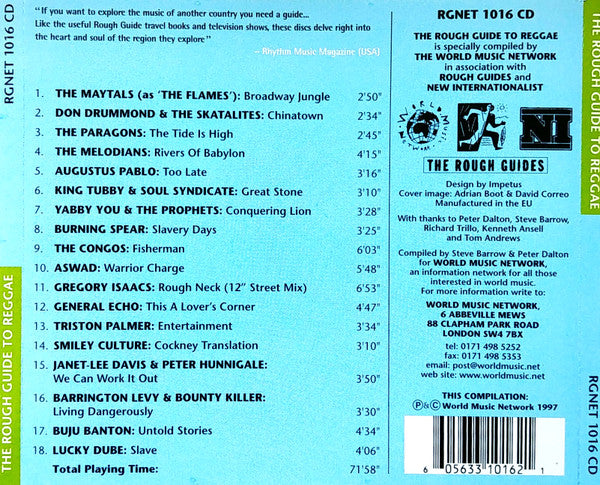 RGNET 1016 CD
THE ROUGH GUIDE TO REGGAE
"If you want to explore the music of another country you need a guide...
Like the useful Rough Guide travel books and television shows, these discs delve right into
the heart and soul of the region they explore"
– Rhythm Music Magazine (USA)
1. THE MAYTALS (as 'THE FLAMES'): Broadway Jungle 2'50"
2. DON DRUMMOND & THE SKATALITES: Chinatown 2'34"
3. THE PARAGONS: The Tide Is High 2'45"
4. THE MELODIANS: Rivers Of Babylon 4'15"
5. AUGUSTUS PABLO: Too Late 3'16"
6. KING TUBBY & SOUL SYNDICATE: Great Stone 3'10"
7. YABBY YOU & THE PROPHETS: Conquering Lion 3'28"
8. BURNING SPEAR: Slavery Days 3'25"
9. THE CONGOS: Fisherman 6'03"
10. ASWAD: Warrior Charge 5'48"
11. GREGORY ISAACS: Rough Neck (12" Street Mix) 6'53"
12. GENERAL ECHO: This A Lover's Corner 4'47"
13. TRISTON PALMER: Entertainment 3'34"
14. SMILEY CULTURE: Cockney Translation 3'10"
15. JANET-LEE DAVIS & PETER HUNNIGALE:
We Can Work It Out 3'50"
16. BARRINGTON LEVY & BOUNTY KILLER:
Living Dangerously 3'30"
17. BUJU BANTON: Untold Stories 4'04"
18. LUCKY DUBE: Slave 4'06"
Total Playing Time: 71'58"
RGNET 1016 CD
THE ROUGH GUIDE TO REGGAE
is specially compiled by
THE WORLD MUSIC NETWORK
in association with
ROUGH GUIDES and
NEW INTERNATIONALIST
WORLD MUSIC NETWORK
NI
THE ROUGH GUIDES
Design by Impetus
Cover image: Adrian Boot & David Correo
Manufactured in the EU
With thanks to Peter Dalton, Steve Barrow,
Richard Trillo, Kenneth Ansell
and Tom Andrews
Compiled by Steve Barrow & Peter Dalton
for WORLD MUSIC NETWORK,
an information network for all those
interested in world music.
For more information write to:
WORLD MUSIC NETWORK,
6 ABBEVILLE MEWS
88 CLAPHAM PARK ROAD
LONDON SW4 7BX
tel: 0171 498 5252
fax: 0171 498 5353
email: post@worldmusic.net
web site: www.worldmusic.net
THIS COMPILATION:
Ⓟ&© World Music Network 1997
6 05633 10162 1
THE ROUGH GUIDE TO REGGAE
RGNET 1016 CD